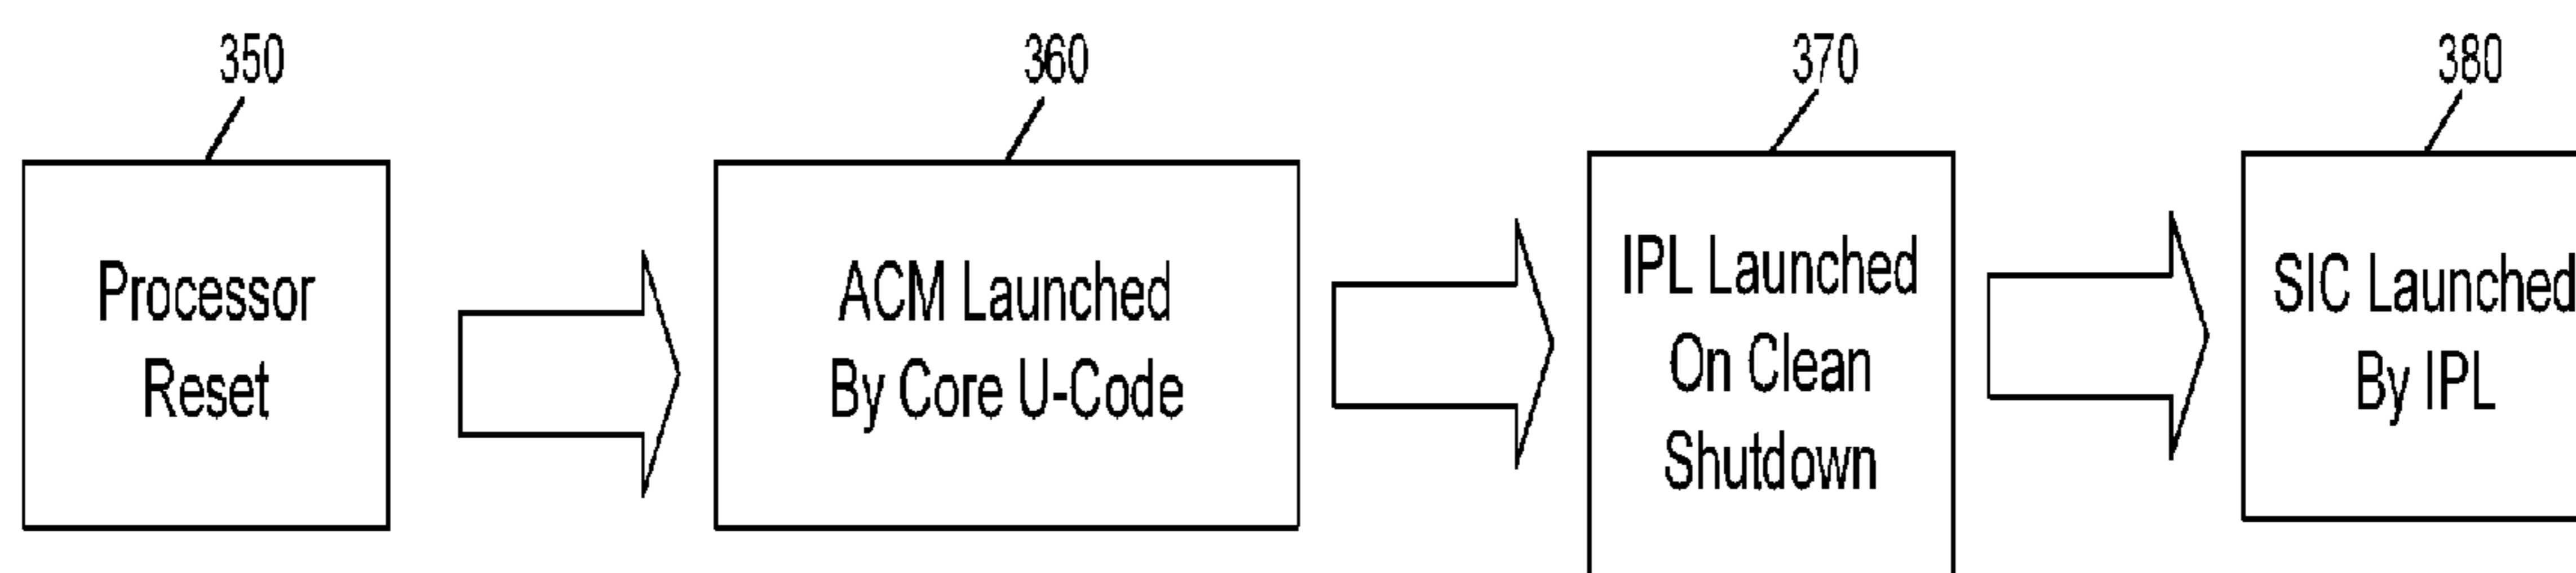 350
360
370
380
Processor
Reset
ACM Launched
By Core U-Code
IPL Launched
On Clean
Shutdown
SIC Launched
By IPL